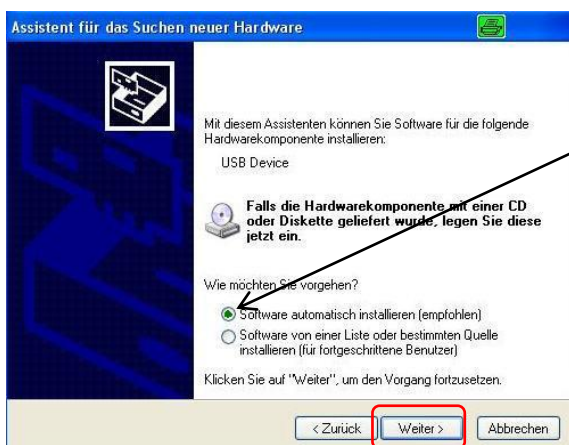 Assistent für das Suchen neuer Hardware
Mit diesem Assistenten können Sie Software für die folgende
Hardwarekomponente installieren:
USB Device
Falls die Hardwarekomponente mit einer CD
oder Diskette geliefert wurde, legen Sie diese
jetzt ein.
Wie möchten Sie vorgehen?
Software automatisch installieren (empfohlen)
Software von einer Liste oder bestimmten Quelle
installieren (für fortgeschrittene Benutzer)
Klicken Sie auf "Weiter", um den Vorgang fortzusetzen.
< Zurück Weiter > Abbrechen